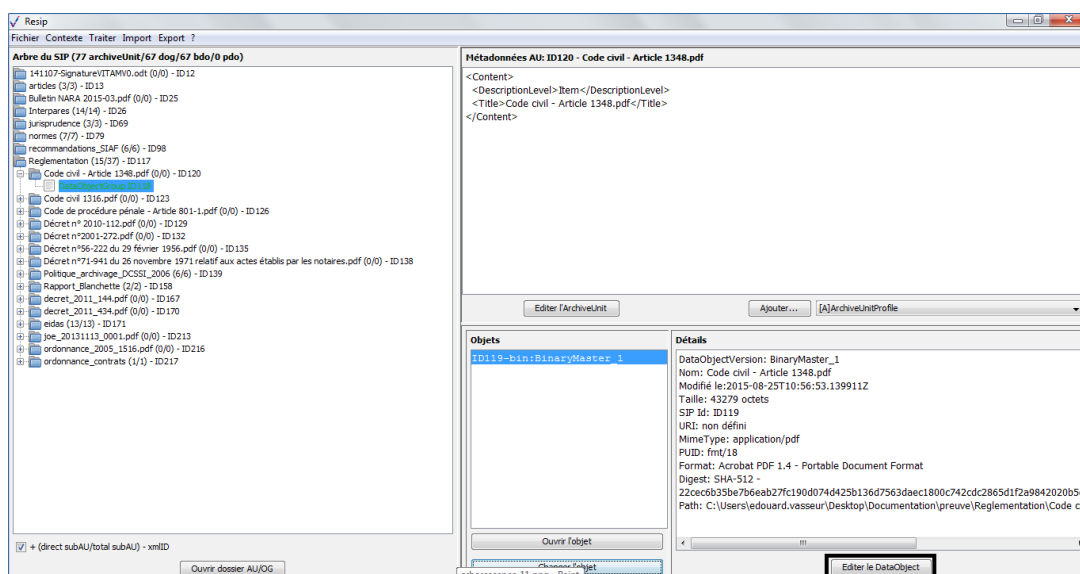 Resip
Fichier Contexte Traiter Import Export ?
Arbre du SIP (77 archiveUnit/67 dog/67 bdo/0 pdo)
141107-SignatureVITAMV0.odt (0/0) - ID12
articles (3/3) - ID13
Bulletin NARA 2015-03.pdf (0/0) - ID25
Interpares (14/14) - ID26
jurisprudence (3/3) - ID69
normes (7/7) - ID79
recommandations_SIAF (6/6) - ID98
Reglementation (15/37) - ID117
Code civil - Article 1348.pdf (0/0) - ID120
DataObjectGroup ID118
Code civil 1316.pdf (0/0) - ID123
Code de procédure pénale - Article 801-1.pdf (0/0) - ID126
Décret n° 2010-112.pdf (0/0) - ID129
Décret n°2001-272.pdf (0/0) - ID132
Décret n°56-222 du 29 février 1956.pdf (0/0) - ID135
Décret n°71-941 du 26 novembre 1971 relatif aux actes établis par les notaires.pdf (0/0) - ID138
Politique_archivage_DCSSI_2006 (6/6) - ID139
Rapport_Blanchette (2/2) - ID158
decret_2011_144.pdf (0/0) - ID167
decret_2011_434.pdf (0/0) - ID170
eidas (13/13) - ID171
joe_20131113_0001.pdf (0/0) - ID213
ordonnance_2005_1516.pdf (0/0) - ID216
ordonnance_contrats (1/1) - ID217
+ (direct subAU/total subAU) - xmlID
Ouvrir dossier AU/OG
Métadonnées AU: ID120 - Code civil - Article 1348.pdf
<Content>
<DescriptionLevel>Item</DescriptionLevel>
<Title>Code civil - Article 1348.pdf</Title>
</Content>
Editer l'ArchiveUnit
Ajouter...
[A]ArchiveUnitProfile
Objets
ID119-bin:BinaryMaster_1
Ouvrir l'objet
Changer l'objet
Détails
DataObjectVersion: BinaryMaster_1
Nom: Code civil - Article 1348.pdf
Modifié le:2015-08-25T10:56:53.139911Z
Taille: 43279 octets
SIP Id: ID119
URI: non défini
MimeType: application/pdf
PUID: fmt/18
Format: Acrobat PDF 1.4 - Portable Document Format
Digest: SHA-512 -
22cec6b35be7b6eab27fc190d074d425b136d7563daec1800c742cdc2865d1f2a9842020b5
Path: C:\Users\edouard.vasseur\Desktop\Documentation\preuve\Reglementation\Code c
Editer le DataObject